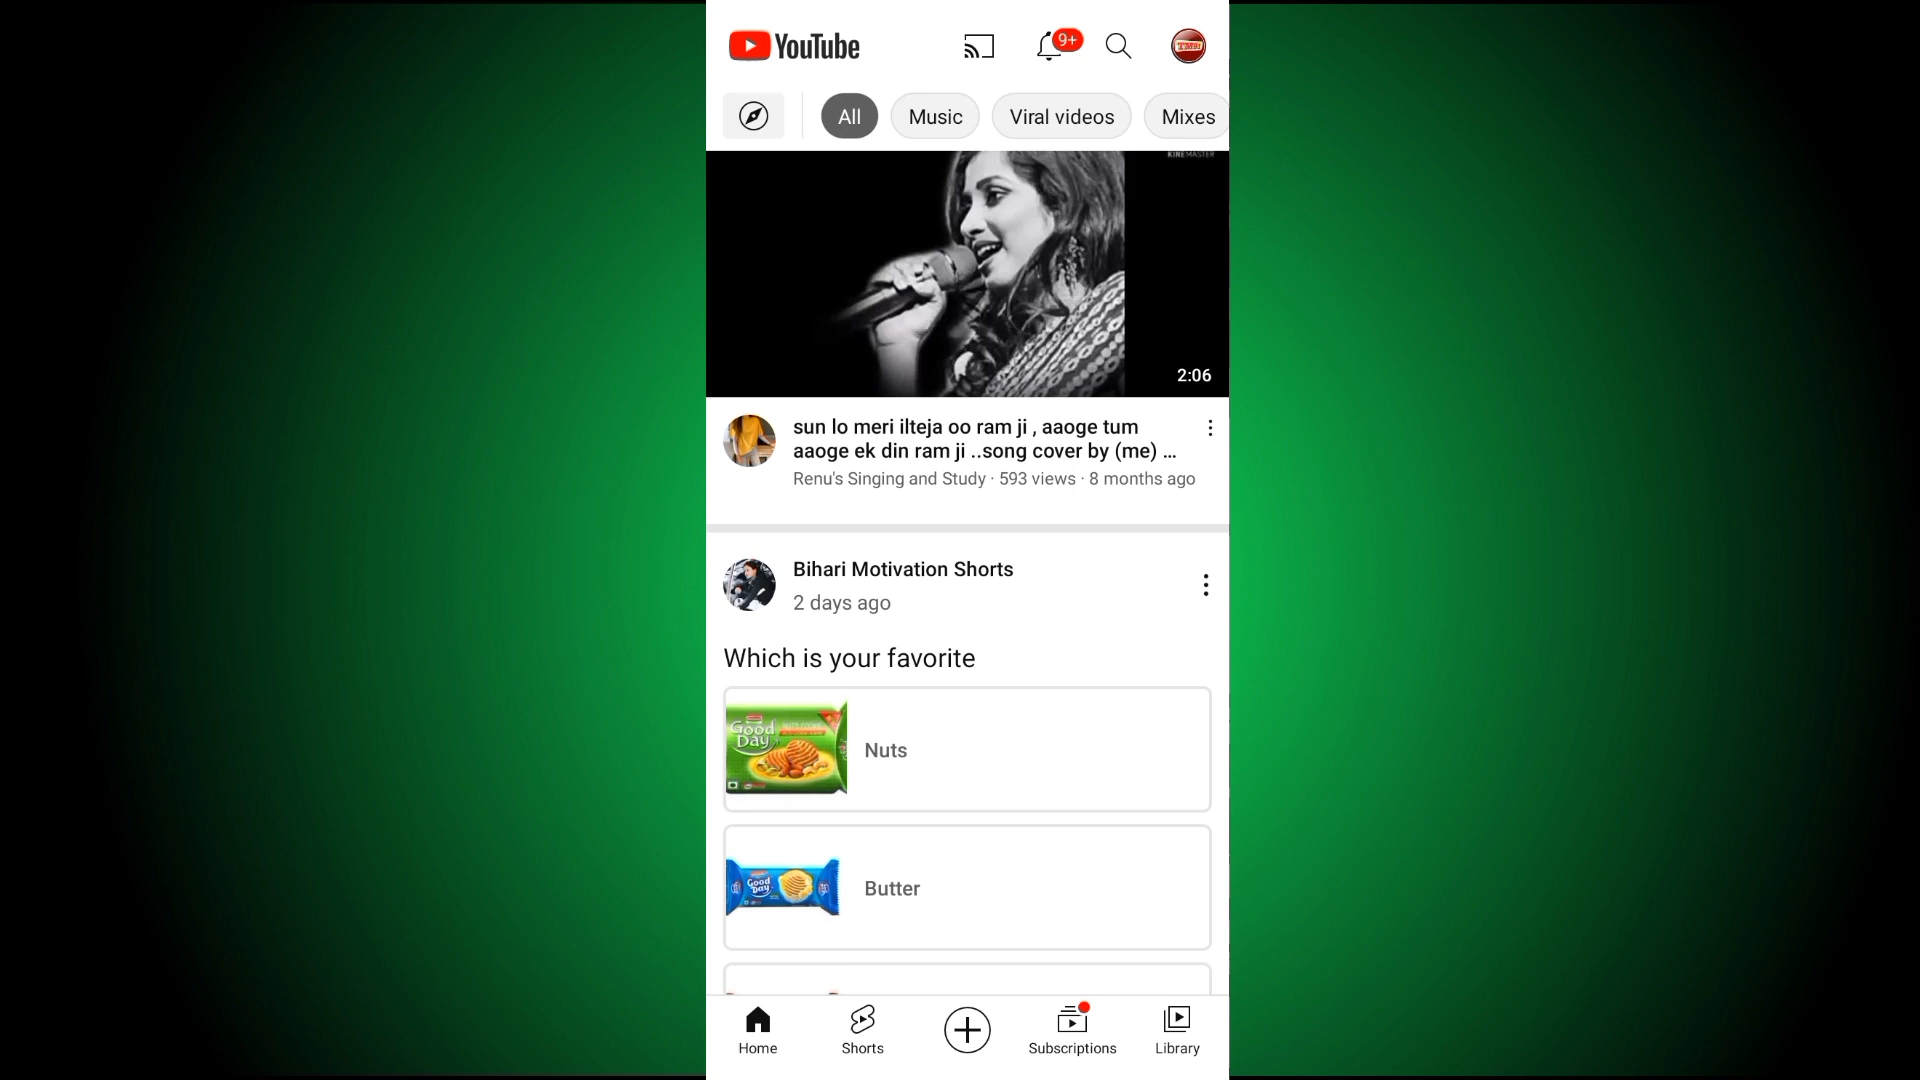 YouTube
9+
All
Music
Viral videos
Mixes
KINEMASTER
2:06
sun lo meri ilteja oo ram ji , aaoge tum
aaoge ek din ram ji ..song cover by (me) ...
Renu's Singing and Study · 593 views · 8 months ago
Bihari Motivation Shorts
2 days ago
Which is your favorite
Good
Day
Nuts
Good
Day
Butter
Home
Shorts
Subscriptions
Library